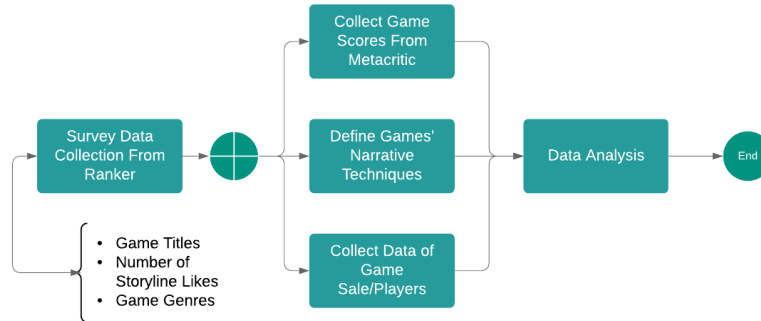 Collect Game
Scores From
Metacritic
Survey Data
Collection From
Ranker
Define Games'
Narrative
Techniques
Data Analysis
End
• Game Titles
• Number of
Storyline Likes
• Game Genres
Collect Data of
Game
Sale/Players